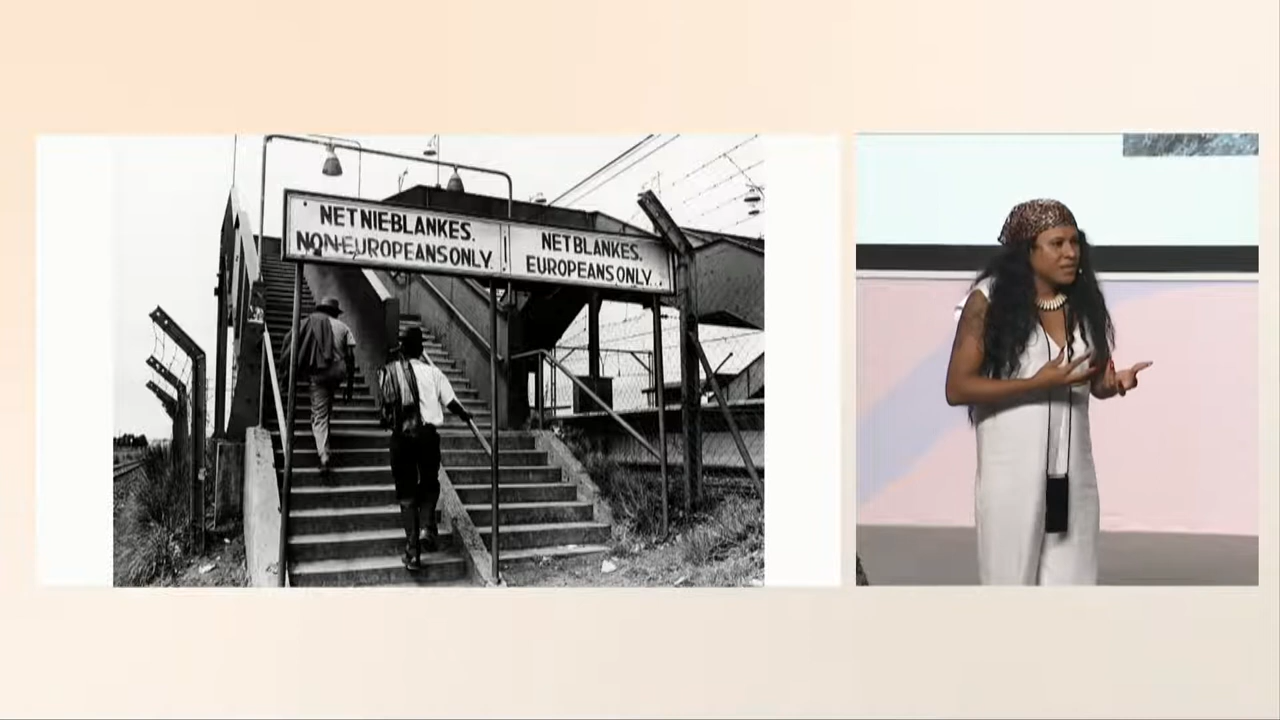 NET NIE-BLANKES.
NON-EUROPEANS ONLY.
NET BLANKES.
EUROPEANS ONLY.